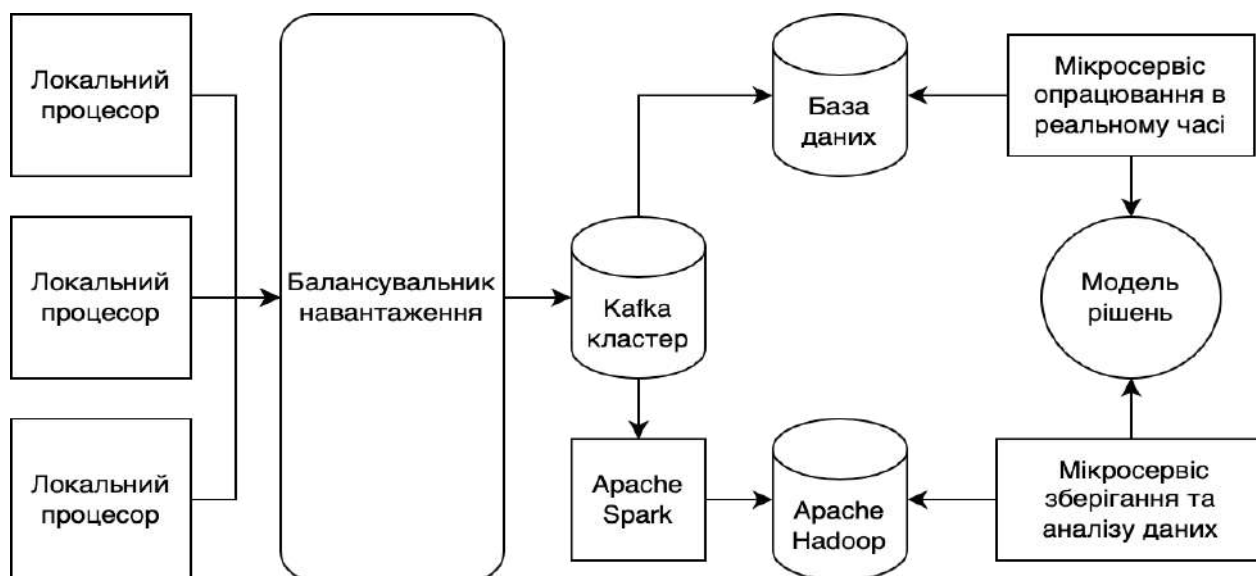 Локальний
процесор
Локальний
процесор
Локальний
процесор
Балансувальник
навантаження
Kafka
кластер
База
даних
Apache
Spark
Apache
Hadoop
Мікросервіс
опрацювання в
реальному часі
Модель
рішень
Мікросервіс
зберігання та
аналізу даних